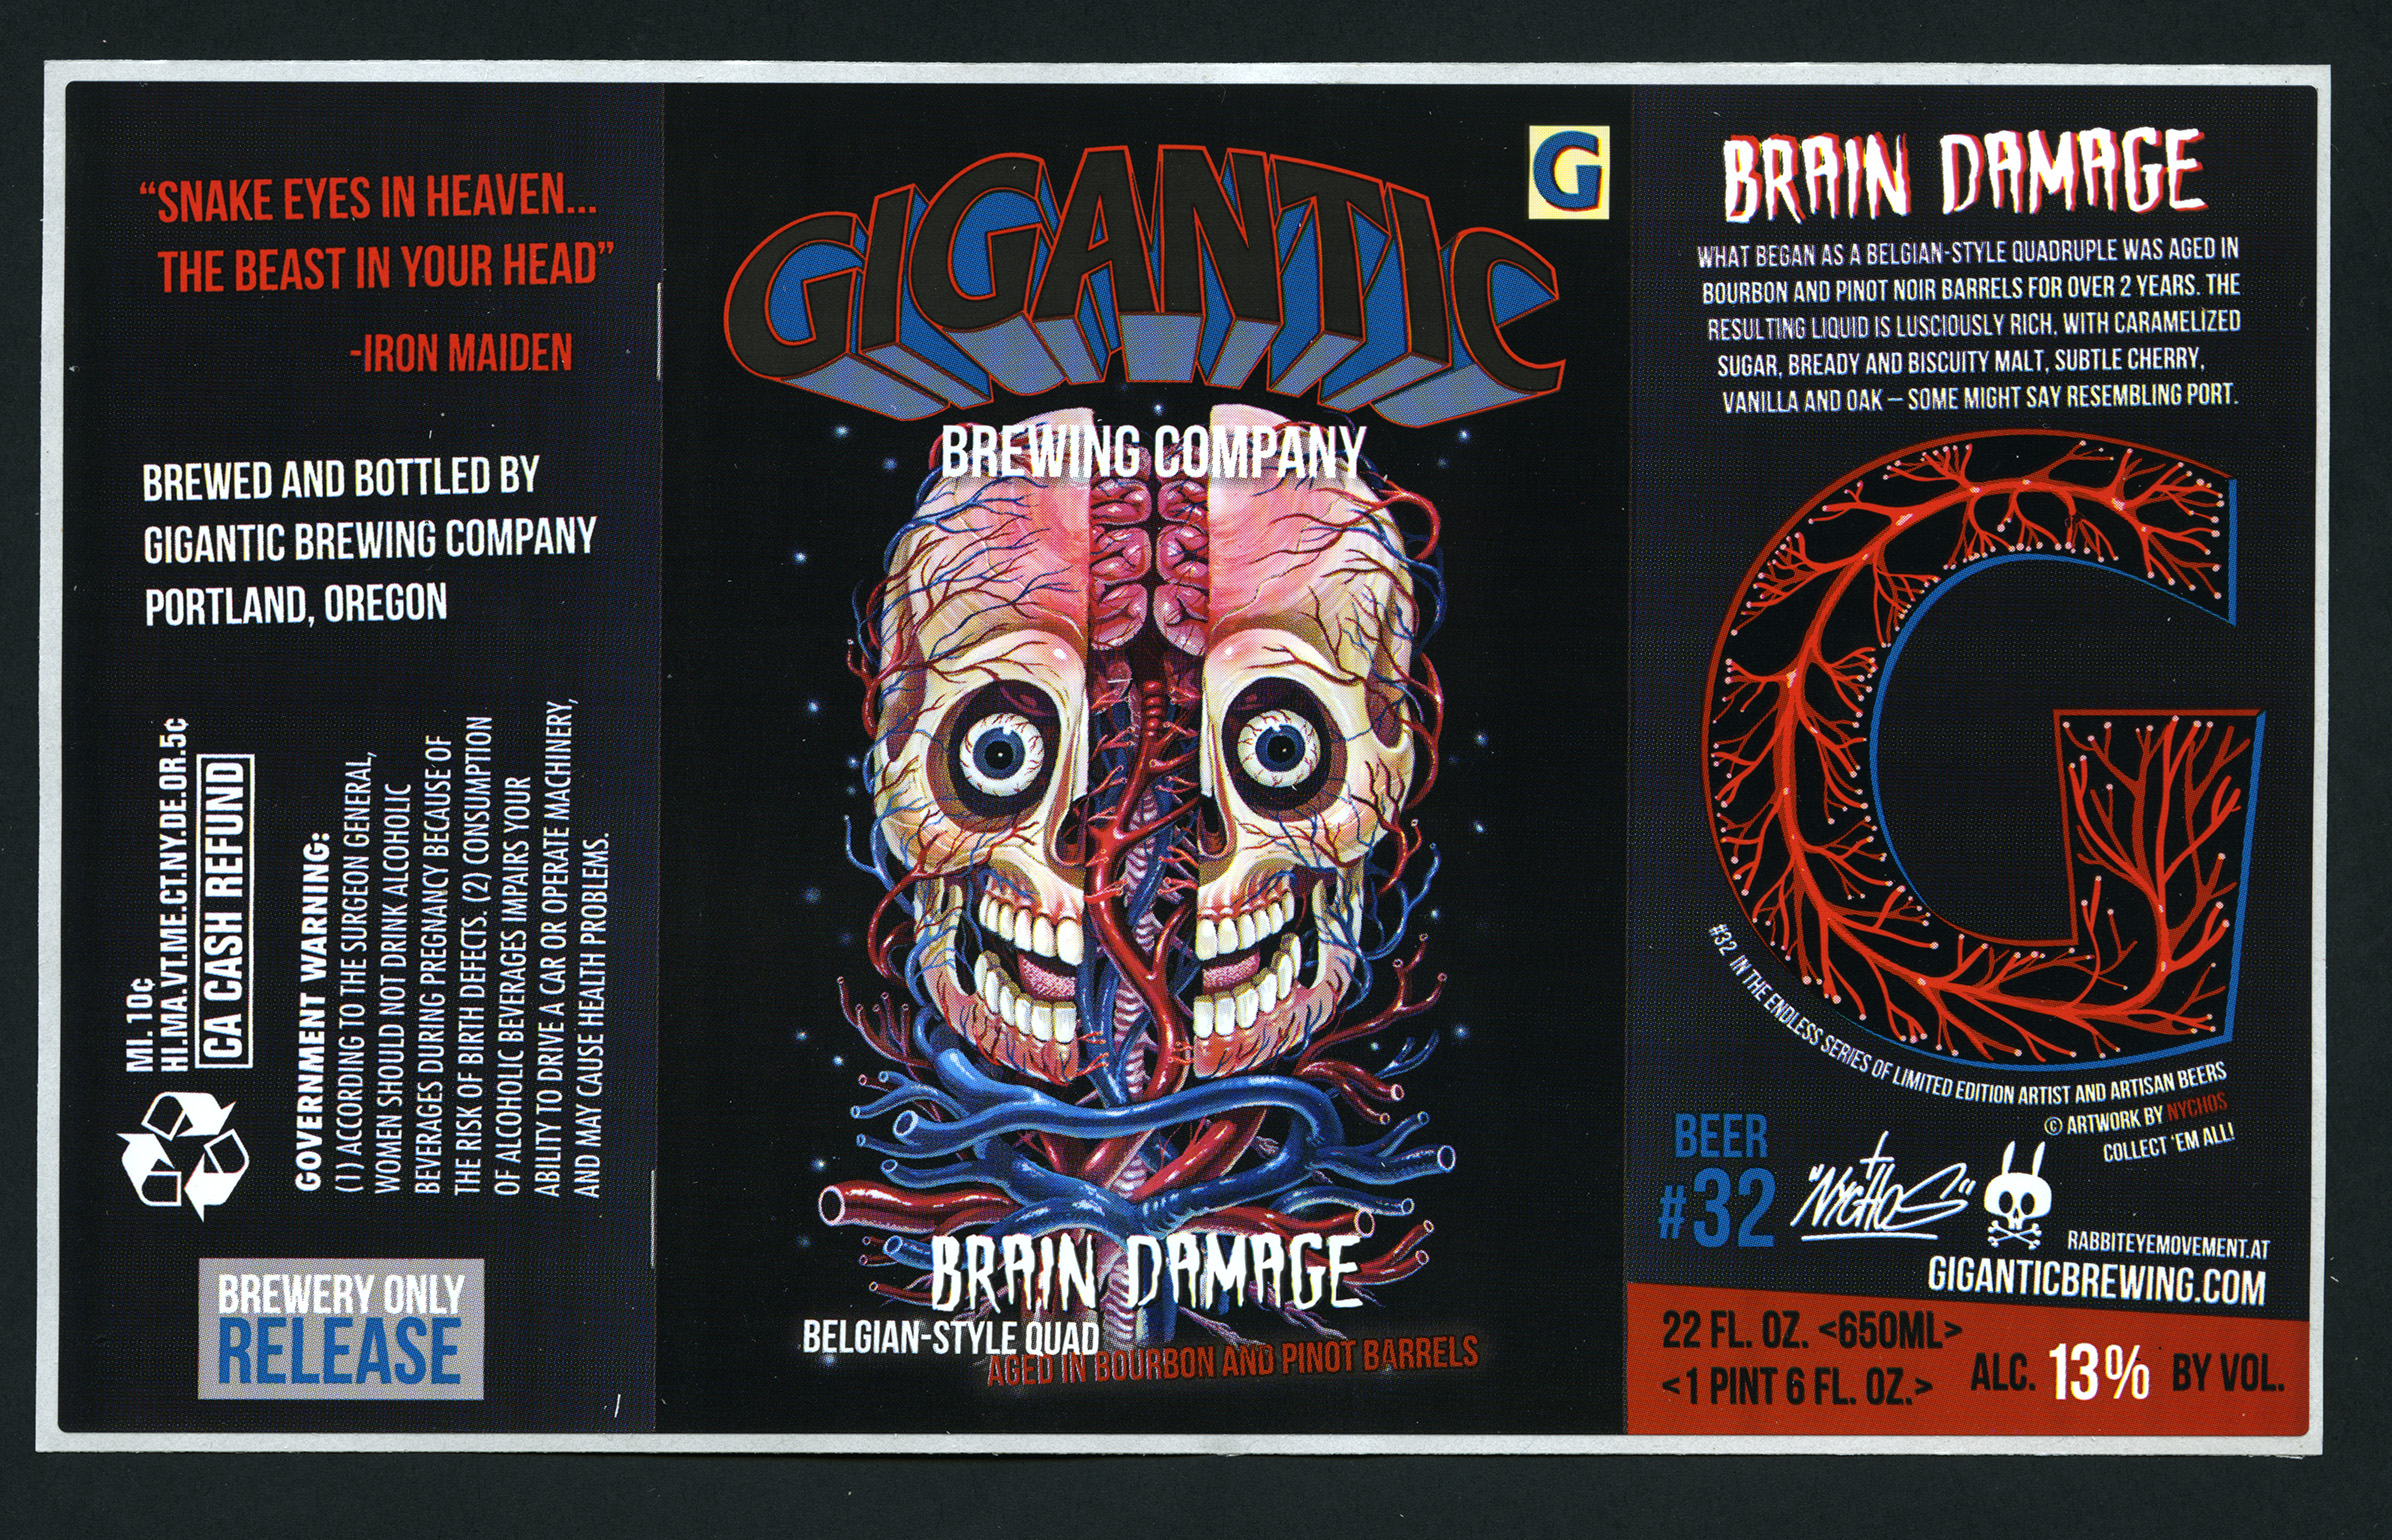 “SNAKE EYES IN HEAVEN...
THE BEAST IN YOUR HEAD”
-IRON MAIDEN
BREWED AND BOTTLED BY
GIGANTIC BREWING COMPANY
PORTLAND, OREGON
MI. 10¢
HI.MA.VT.ME.CT.NY.DE.OR.5¢
CA CASH REFUND
GOVERNMENT WARNING:
(1) ACCORDING TO THE SURGEON GENERAL,
WOMEN SHOULD NOT DRINK ALCOHOLIC
BEVERAGES DURING PREGNANCY BECAUSE OF
THE RISK OF BIRTH DEFECTS. (2) CONSUMPTION
OF ALCOHOLIC BEVERAGES IMPAIRS YOUR
ABILITY TO DRIVE A CAR OR OPERATE MACHINERY,
AND MAY CAUSE HEALTH PROBLEMS.
BREWERY ONLY
RELEASE
G
GIGANTIC
BREWING COMPANY
BRAIN DAMAGE
BELGIAN-STYLE QUAD
AGED IN BOURBON AND PINOT BARRELS
BRAIN DAMAGE
WHAT BEGAN AS A BELGIAN-STYLE QUADRUPLE WAS AGED IN
BOURBON AND PINOT NOIR BARRELS FOR OVER 2 YEARS. THE
RESULTING LIQUID IS LUSCIOUSLY RICH, WITH CARAMELIZED
SUGAR, BREADY AND BISCUITY MALT, SUBTLE CHERRY,
VANILLA AND OAK – SOME MIGHT SAY RESEMBLING PORT.
G
#32 IN THE ENDLESS SERIES OF LIMITED EDITION ARTIST AND ARTISAN BEERS
© ARTWORK BY NYCHOS
COLLECT ‘EM ALL!
BEER
#32
"NYCHOS"
RABBITEYEMOVEMENT.AT
GIGANTICBREWING.COM
22 FL. OZ. <650ML>
<1 PINT 6 FL. OZ.>
ALC. 13% BY VOL.